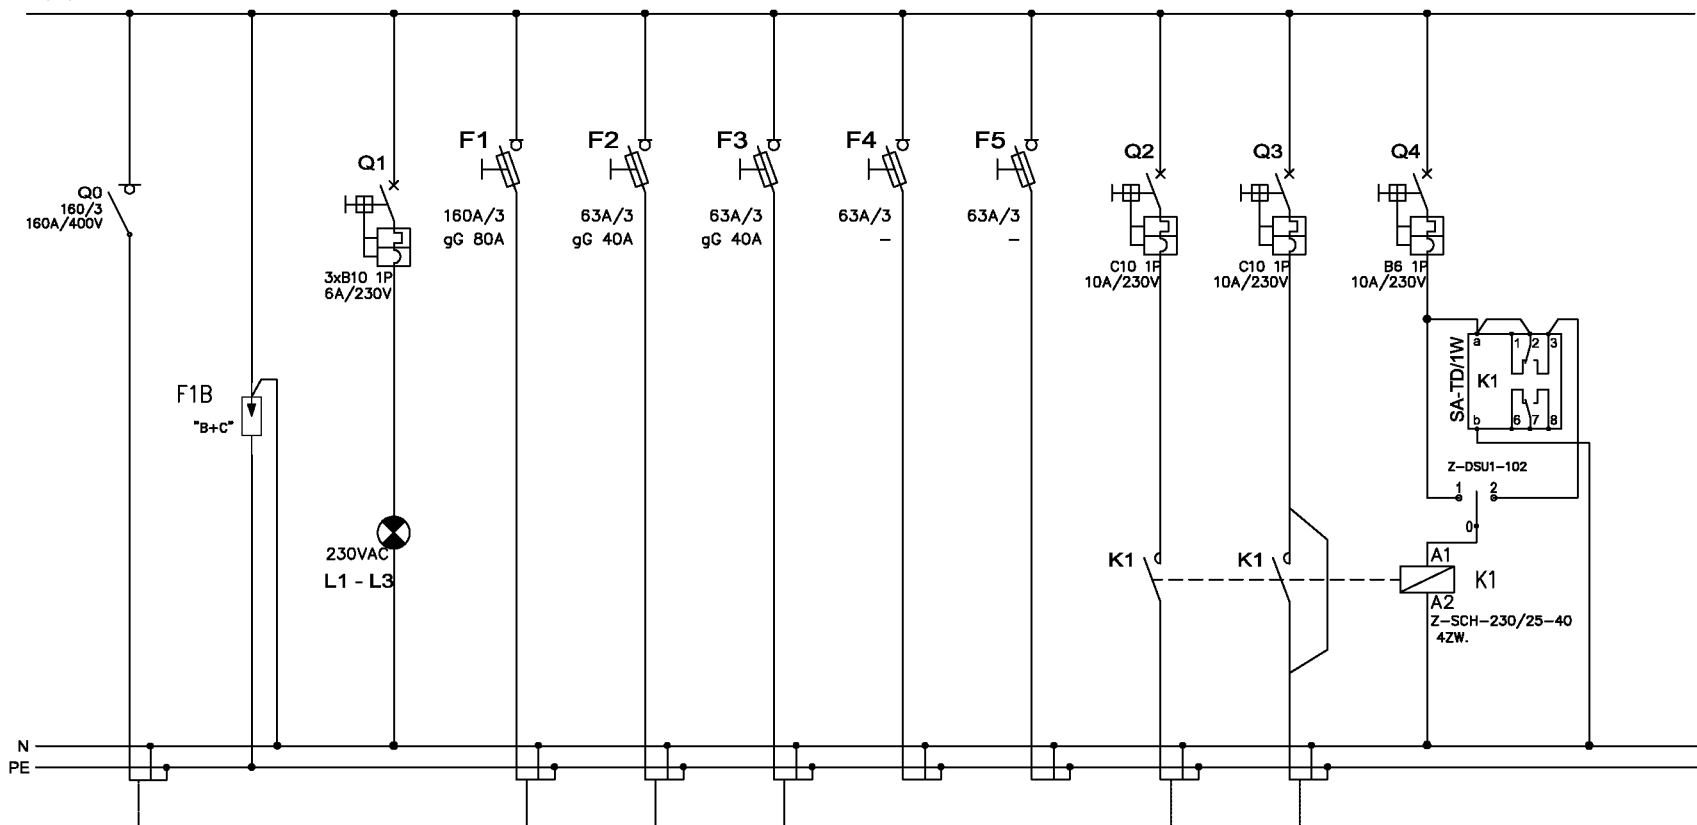 Q0
160/3
160A/400V
F1B
"B+C"
Q1
3xB10 1P
6A/230V
230VAC
L1 - L3
F1
160A/3
gG 80A
F2
63A/3
gG 40A
F3
63A/3
gG 40A
F4
63A/3
-
F5
63A/3
-
Q2
C10 1P
10A/230V
K1
Q3
C10 1P
10A/230V
K1
Q4
B6 1P
10A/230V
SA-TD/1W
a
1 2 3
K1
b
6 7 8
Z-DSU1-102
1 2
0
A1
K1
A2
Z-SCH-230/25-40
4ZW.
N
PE